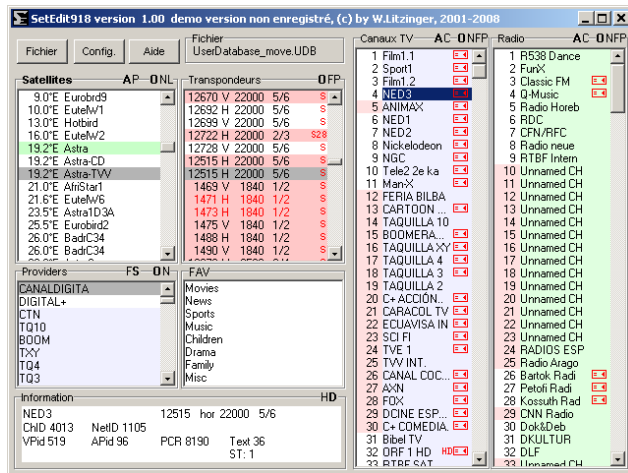 SetEdit918 version 1.00 demo version non enregistré, (c) by W.Litzinger, 2001-2008
Fichier
Config.
Aide
Fichier
UserDatabase_move.UDB
Satellites AP - ONL
9.0°E Eurobrd9
10.0°E EutelW1
13.0°E Hotbird
16.0°E EutelW2
19.2°E Astra
19.2°E Astra-CD
19.2°E Astra-TVV
21.0°E AfriStar1
21.6°E EutelW6
23.5°E Astra1D3A
25.5°E Eurobird2
26.0°E BadrC34
26.0°E BadrC34
Transpondeurs OFP
12670 V 22000 5/6 S
12692 H 22000 5/6 S
12699 V 22000 5/6 S
12722 H 22000 2/3 S28
12728 V 22000 5/6 S
12515 H 22000 5/6 S
12515 H 22000 5/6 S
1469 V 1840 1/2 S
1471 H 1840 1/2 S
1473 H 1840 1/2 S
1475 V 1840 1/2 S
1488 H 1840 1/2 S
1490 V 1840 1/2 S
Providers FS - ON
CANALDIGITA
DIGITAL+
CTN
TQ10
BOOM
TXY
TQ4
TQ3
FAV
Movies
News
Sports
Music
Children
Drama
Family
Misc
Information HD -
NED3 12515 hor 22000 5/6
ChID 4013 NetID 1105
VPid 519 APid 96 PCR 8190 Text 36
ST: 1
Canaux TV AC ONFP
1 Film1.1
2 Sport1
3 Film1.2
4 NED3
5 ANIMAX
6 NED1
7 NED2
8 Nickelodeon
9 NGC
10 Tele2 2e ka
11 Man-X
12 FERIA BILBA
13 CARTOON ...
14 TAQUILLA 10
15 BOOMERA...
16 TAQUILLA XY
17 TAQUILLA 4
18 TAQUILLA 3
19 TAQUILLA 2
20 C+ ACCIÓN..
21 CARACOL TV
22 ECUAVISA IN
23 SCI FI
24 TVE 1
25 TVV INT.
26 CANAL COC...
27 AXN
28 FOX
29 DCINE ESP...
30 C+ COMEDIA.
31 Bibel TV
32 ORF 1 HD HD
33 RTBF SAT
Radio AC ONFP
1 R538 Dance
2 FunX
3 Classic FM
4 Q-Music
5 Radio Horeb
6 RDC
7 CFN/RFC
8 Radio neue
9 RTBF Intern
10 Unnamed CH
11 Unnamed CH
12 Unnamed CH
13 Unnamed CH
14 Unnamed CH
15 Unnamed CH
16 Unnamed CH
17 Unnamed CH
18 Unnamed CH
19 Unnamed CH
20 Unnamed CH
21 Unnamed CH
22 Unnamed CH
23 Unnamed CH
24 RADIOS ESP
25 Radio Arago
26 Bartok Radi
27 Petofi Radi
28 Kossuth Rad
29 CNN Radio
30 Dok&Deb
31 DKULTUR
32 DLF
33 Unnamed CH